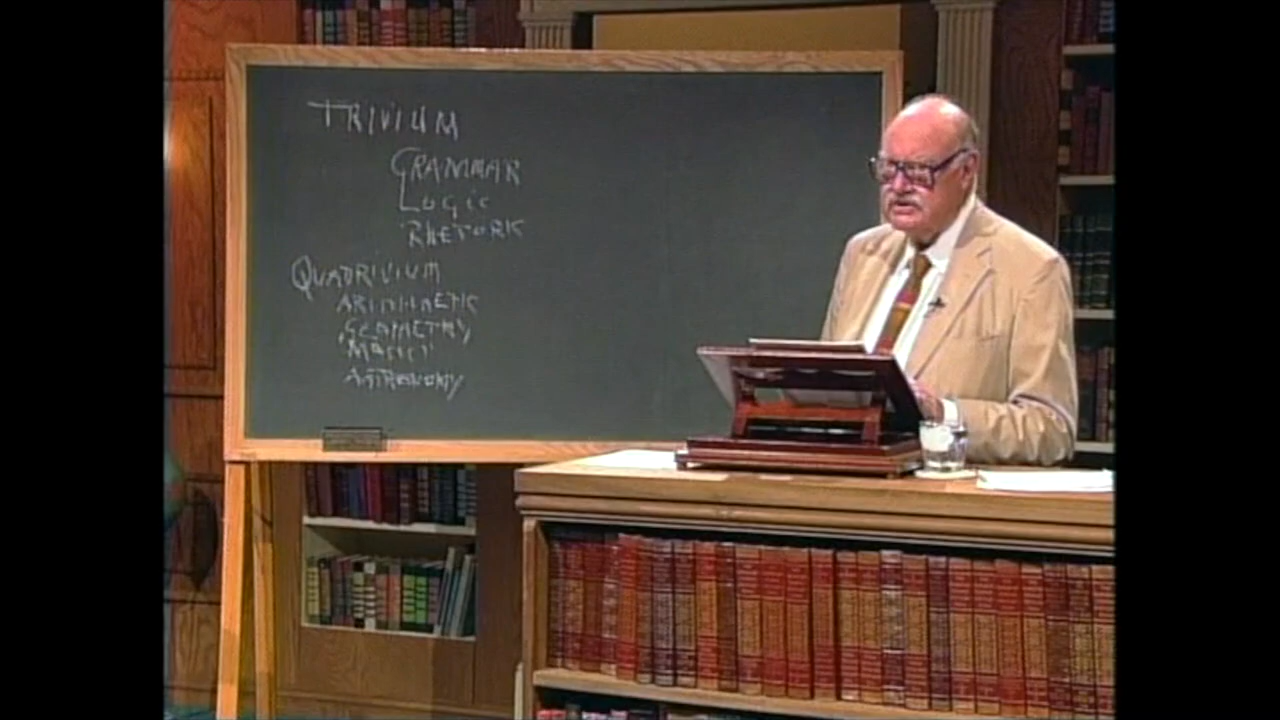 TRIVIUM
GRAMMAR
LOGIC
RHETORIC
QUADRIVIUM
ARITHMETIC
GEOMETRY
MUSIC
ASTRONOMY